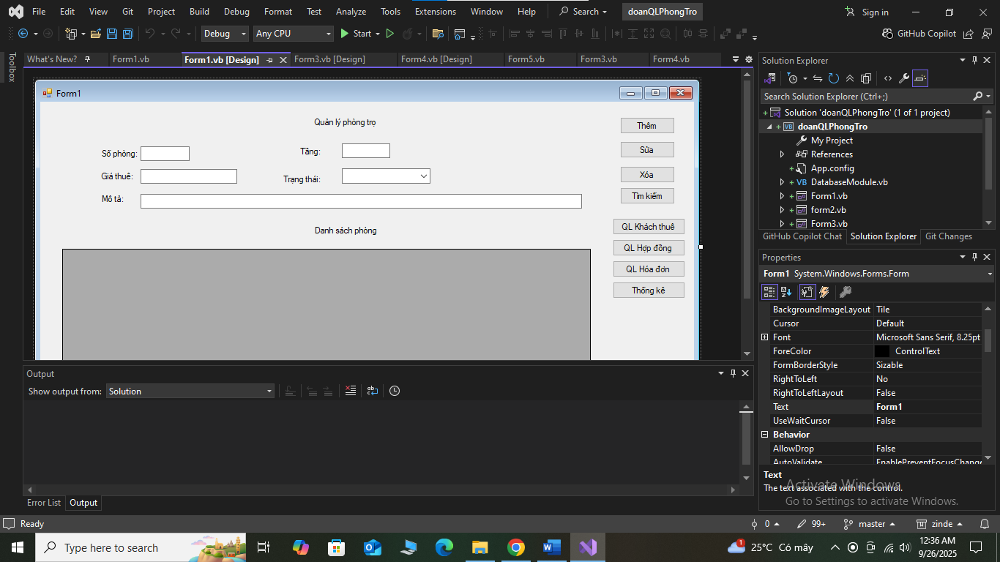 File Edit View Git Project Build Debug Format Test Analyze Tools Extensions Window Help Search doanQLPhongTro Sign in
Debug Any CPU Start GitHub Copilot
Toolbox
What's New? Form1.vb Form1.vb [Design] Form3.vb [Design] Form4.vb [Design] Form5.vb Form3.vb Form4.vb
Form1
Quản lý phòng trọ
Số phòng: Tầng:
Giá thuê: Trạng thái:
Mô tả:
Danh sách phòng
Thêm
Sửa
Xóa
Tìm kiếm
QL Khách thuê
QL Hợp đồng
QL Hóa đơn
Thống kê
Output
Show output from: Solution
Error List Output
Solution Explorer
Search Solution Explorer (Ctrl+;)
Solution 'doanQLPhongTro' (1 of 1 project)
doanQLPhongTro
My Project
References
App.config
DatabaseModule.vb
Form1.vb
form2.vb
Form3.vb
GitHub Copilot Chat Solution Explorer Git Changes
Properties
Form1 System.Windows.Forms.Form
BackgroundImageLayout Tile
Cursor Default
Font Microsoft Sans Serif, 8.25pt
ForeColor ControlText
FormBorderStyle Sizable
RightToLeft No
RightToLeftLayout False
Text Form1
UseWaitCursor False
Behavior
AllowDrop False
AutoValidate EnablePreventFocusChange
Text
The text associated with the control.
Activate Windows
Go to Settings to activate Windows.
Ready 0 99+ master zinde
Type here to search 1 25°C Có mây 12:36 AM
9/26/2025